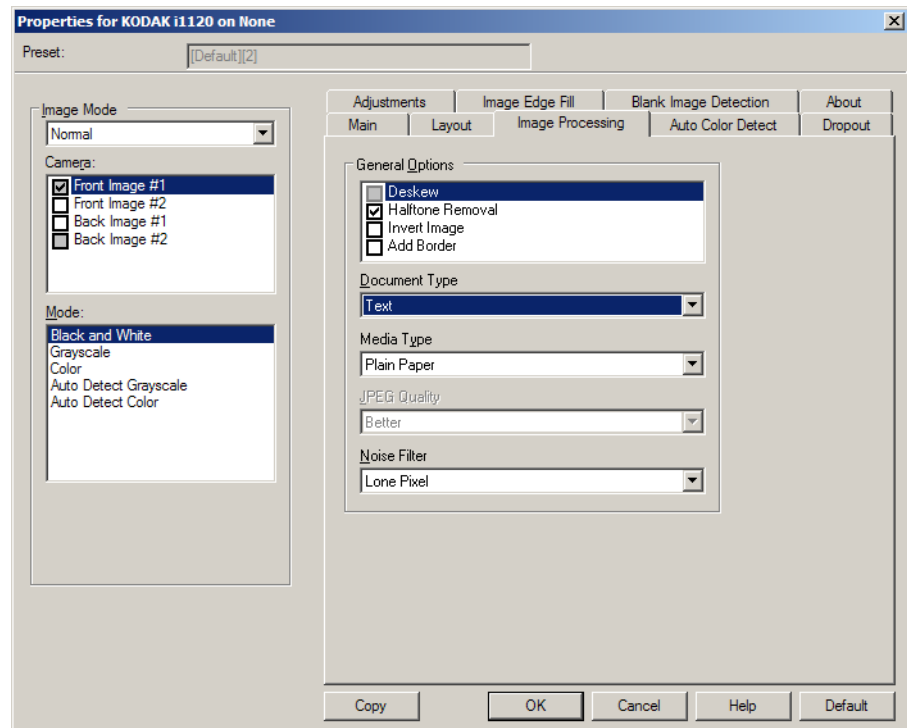 Properties for KODAK i1120 on None
Preset:
[Default][2]
Image Mode
Normal
Camera:
Front Image #1
Front Image #2
Back Image #1
Back Image #2
Mode:
Black and White
Grayscale
Color
Auto Detect Grayscale
Auto Detect Color
Adjustments
Image Edge Fill
Blank Image Detection
About
Main
Layout
Image Processing
Auto Color Detect
Dropout
General Options
Deskew
Halftone Removal
Invert Image
Add Border
Document Type
Text
Media Type
Plain Paper
JPEG Quality
Better
Noise Filter
Lone Pixel
Copy
OK
Cancel
Help
Default